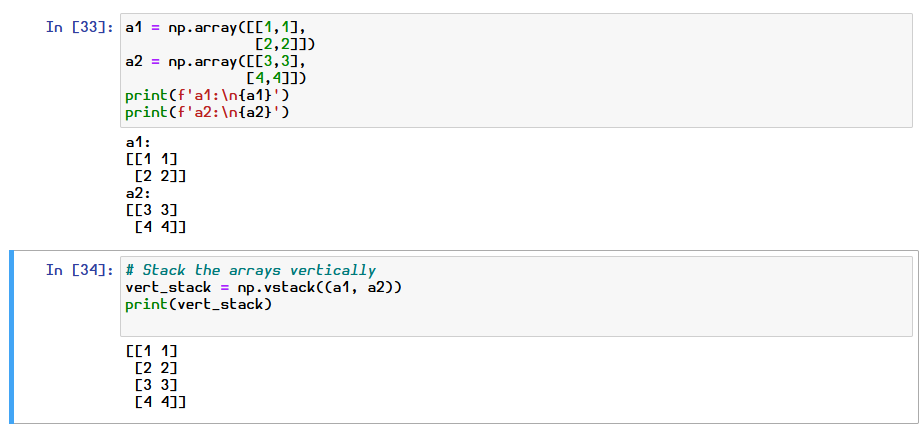 In [33]: a1 = np.array([[1,1],
               [2,2]])
a2 = np.array([[3,3],
              [4,4]])
print(f'a1:\n{a1}')
print(f'a2:\n{a2}')
a1:
[[1 1]
 [2 2]]
a2:
[[3 3]
 [4 4]]
In [34]: # Stack the arrays vertically
vert_stack = np.vstack((a1, a2))
print(vert_stack)
[[1 1]
 [2 2]
 [3 3]
 [4 4]]